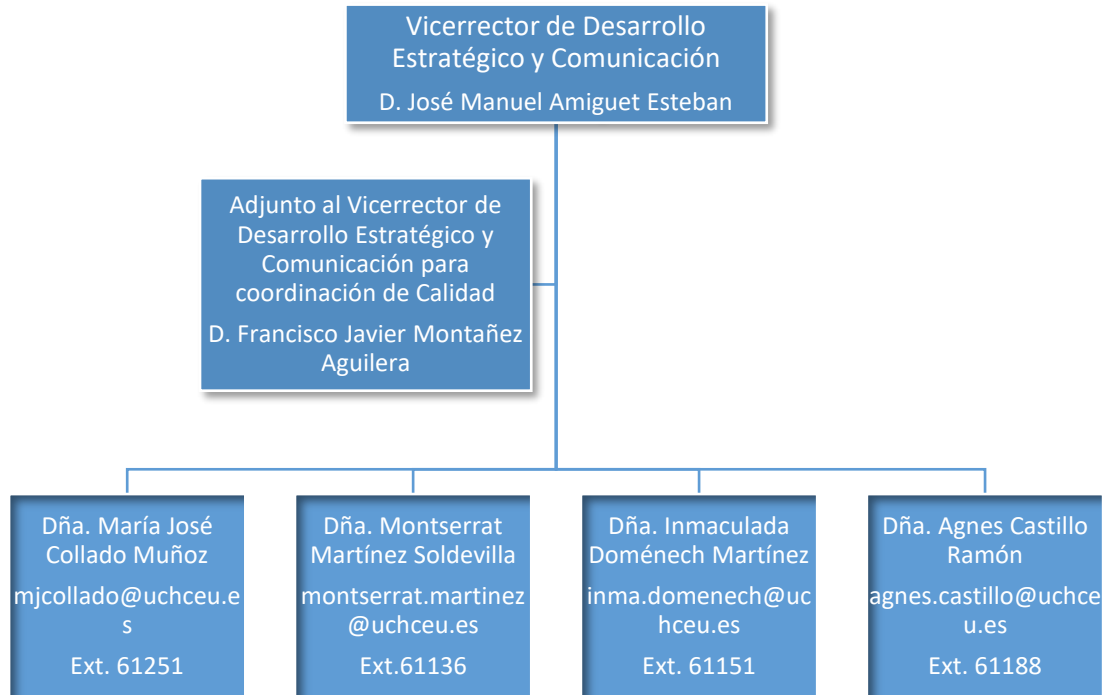 Vicerrector de Desarrollo
Estratégico y Comunicación
D. José Manuel Amiguet Esteban
Adjunto al Vicerrector de
Desarrollo Estratégico y
Comunicación para
coordinación de Calidad
D. Francisco Javier Montañez
Aguilera
Dña. María José
Collado Muñoz
mjcollado@uchceu.e
s
Ext. 61251
Dña. Montserrat
Martínez Soldevilla
montserrat.martinez
@uchceu.es
Ext.61136
Dña. Inmaculada
Doménech Martínez
inma.domenech@uc
hceu.es
Ext. 61151
Dña. Agnes Castillo
Ramón
agnes.castillo@uchce
u.es
Ext. 61188